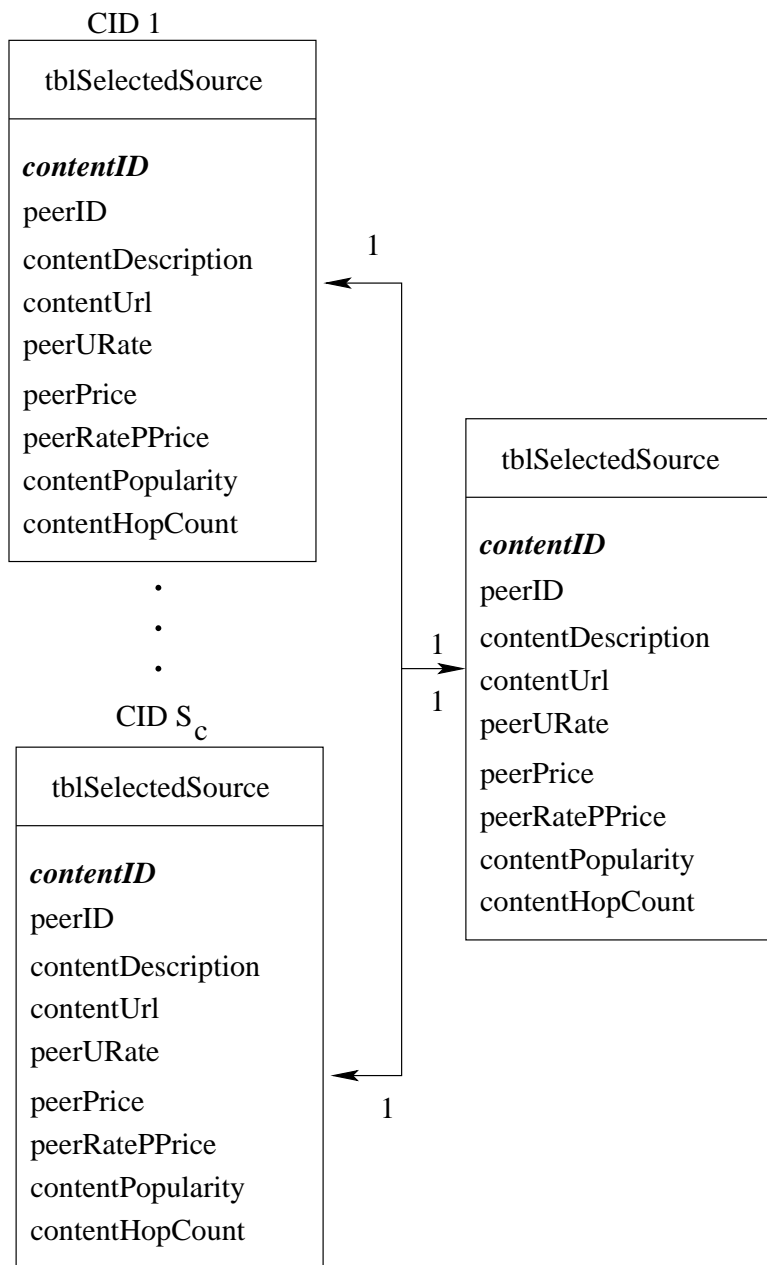 CID 1
tblSelectedSource
contentID
peerID
contentDescription
contentUrl
peerURate
peerPrice
peerRatePPrice
contentPopularity
contentHopCount
1
tblSelectedSource
contentID
peerID
contentDescription
contentUrl
peerURate
peerPrice
peerRatePPrice
contentPopularity
contentHopCount
1
1
CID S_c
tblSelectedSource
contentID
peerID
contentDescription
contentUrl
peerURate
peerPrice
peerRatePPrice
contentPopularity
contentHopCount
1